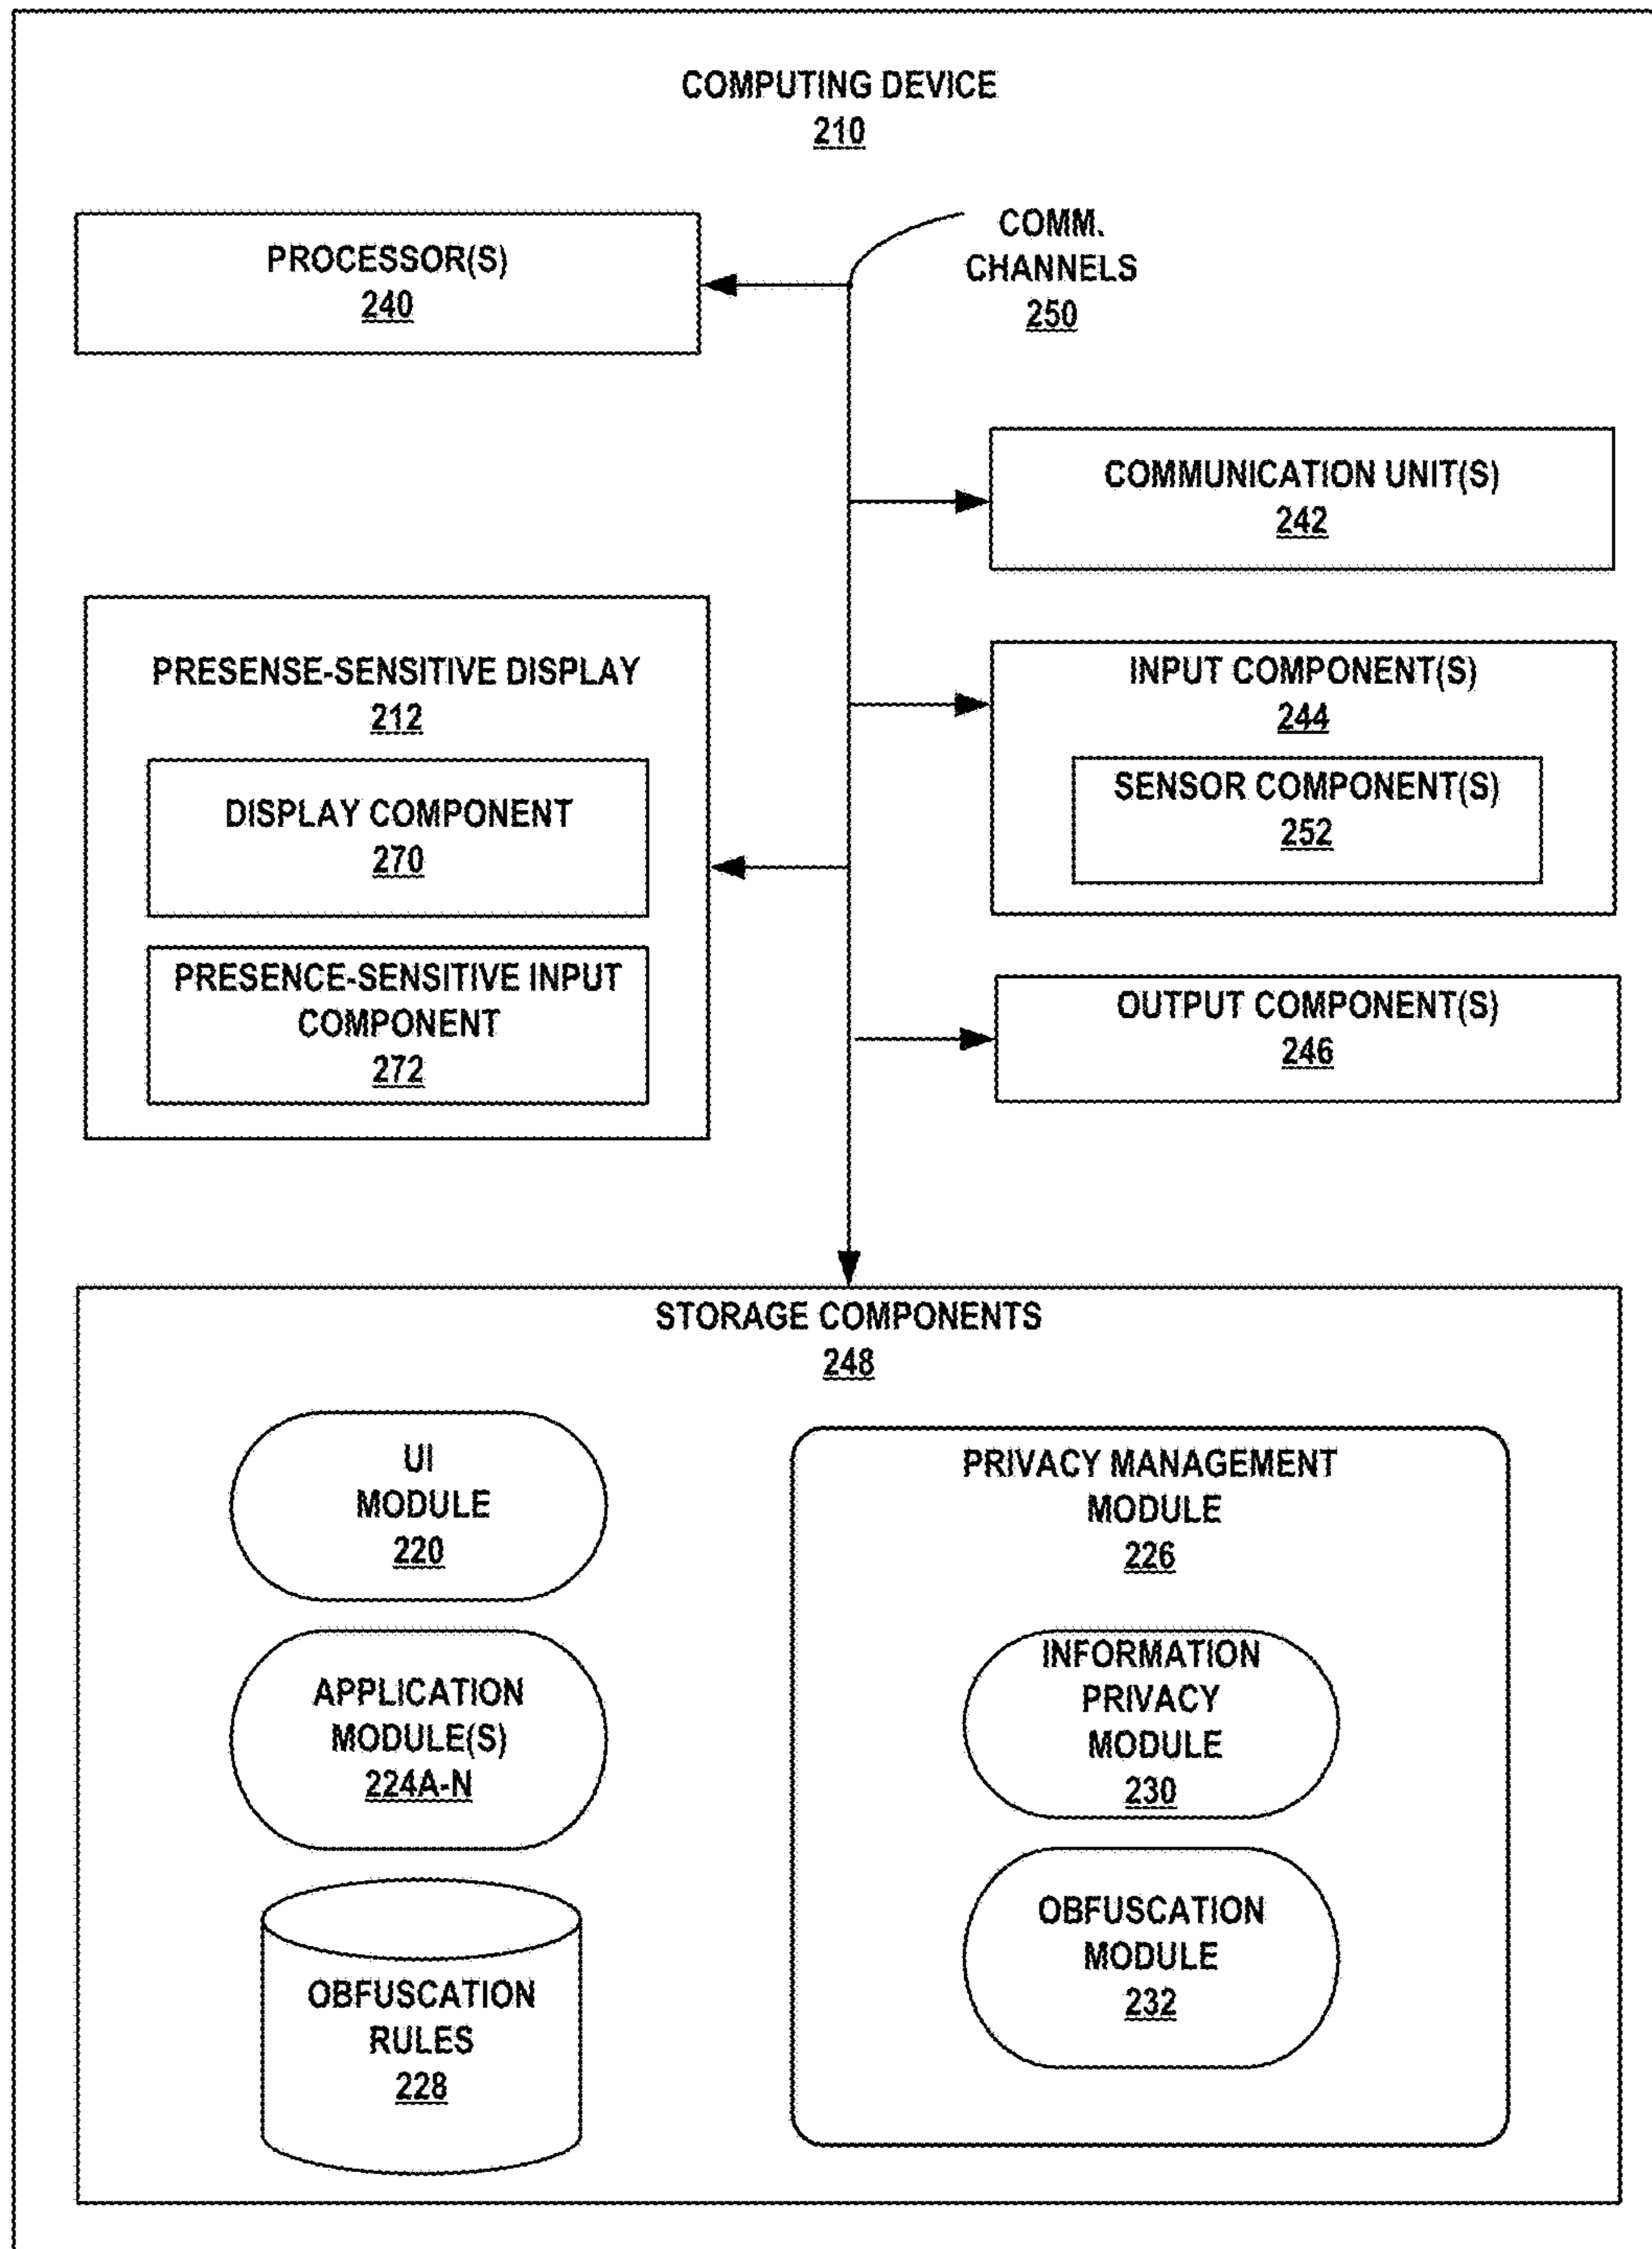 COMPUTING DEVICE
210
PROCESSOR(S)
240
COMM.
CHANNELS
250
COMMUNICATION UNIT(S)
242
PRESENSE-SENSITIVE DISPLAY
212
DISPLAY COMPONENT
270
PRESENCE-SENSITIVE INPUT
COMPONENT
272
INPUT COMPONENT(S)
244
SENSOR COMPONENT(S)
252
OUTPUT COMPONENT(S)
246
STORAGE COMPONENTS
248
UI
MODULE
220
APPLICATION
MODULE(S)
224A-N
OBFUSCATION
RULES
228
PRIVACY MANAGEMENT
MODULE
226
INFORMATION
PRIVACY
MODULE
230
OBFUSCATION
MODULE
232